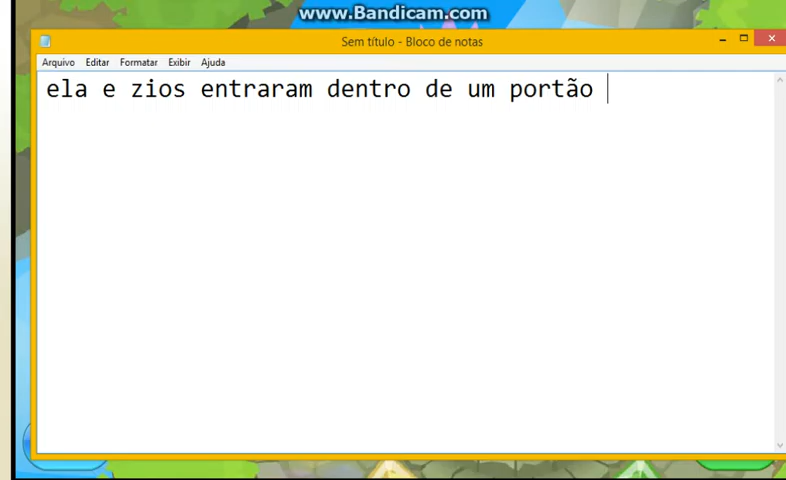 www.Bandicam.com
Sem título - Bloco de notas
Arquivo Editar Formatar Exibir Ajuda
ela e zios entraram dentro de um portão